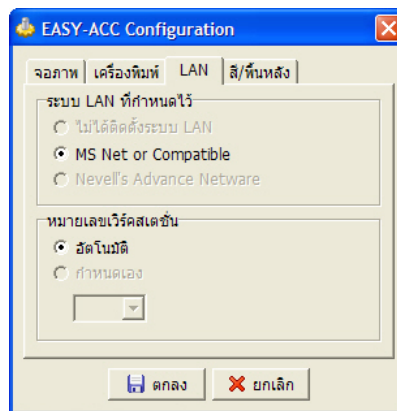 EASY-ACC Configuration
จอภาพ เครื่องพิมพ์ LAN สี/พื้นหลัง
ระบบ LAN ที่กำหนดไว้
ไม่ได้ติดตั้งระบบ LAN
MS Net or Compatible
Nevell's Advance Netware
หมายเลขเวิร์คสเตชั่น
อัตโนมัติ
กำหนดเอง
ตกลง ยกเลิก